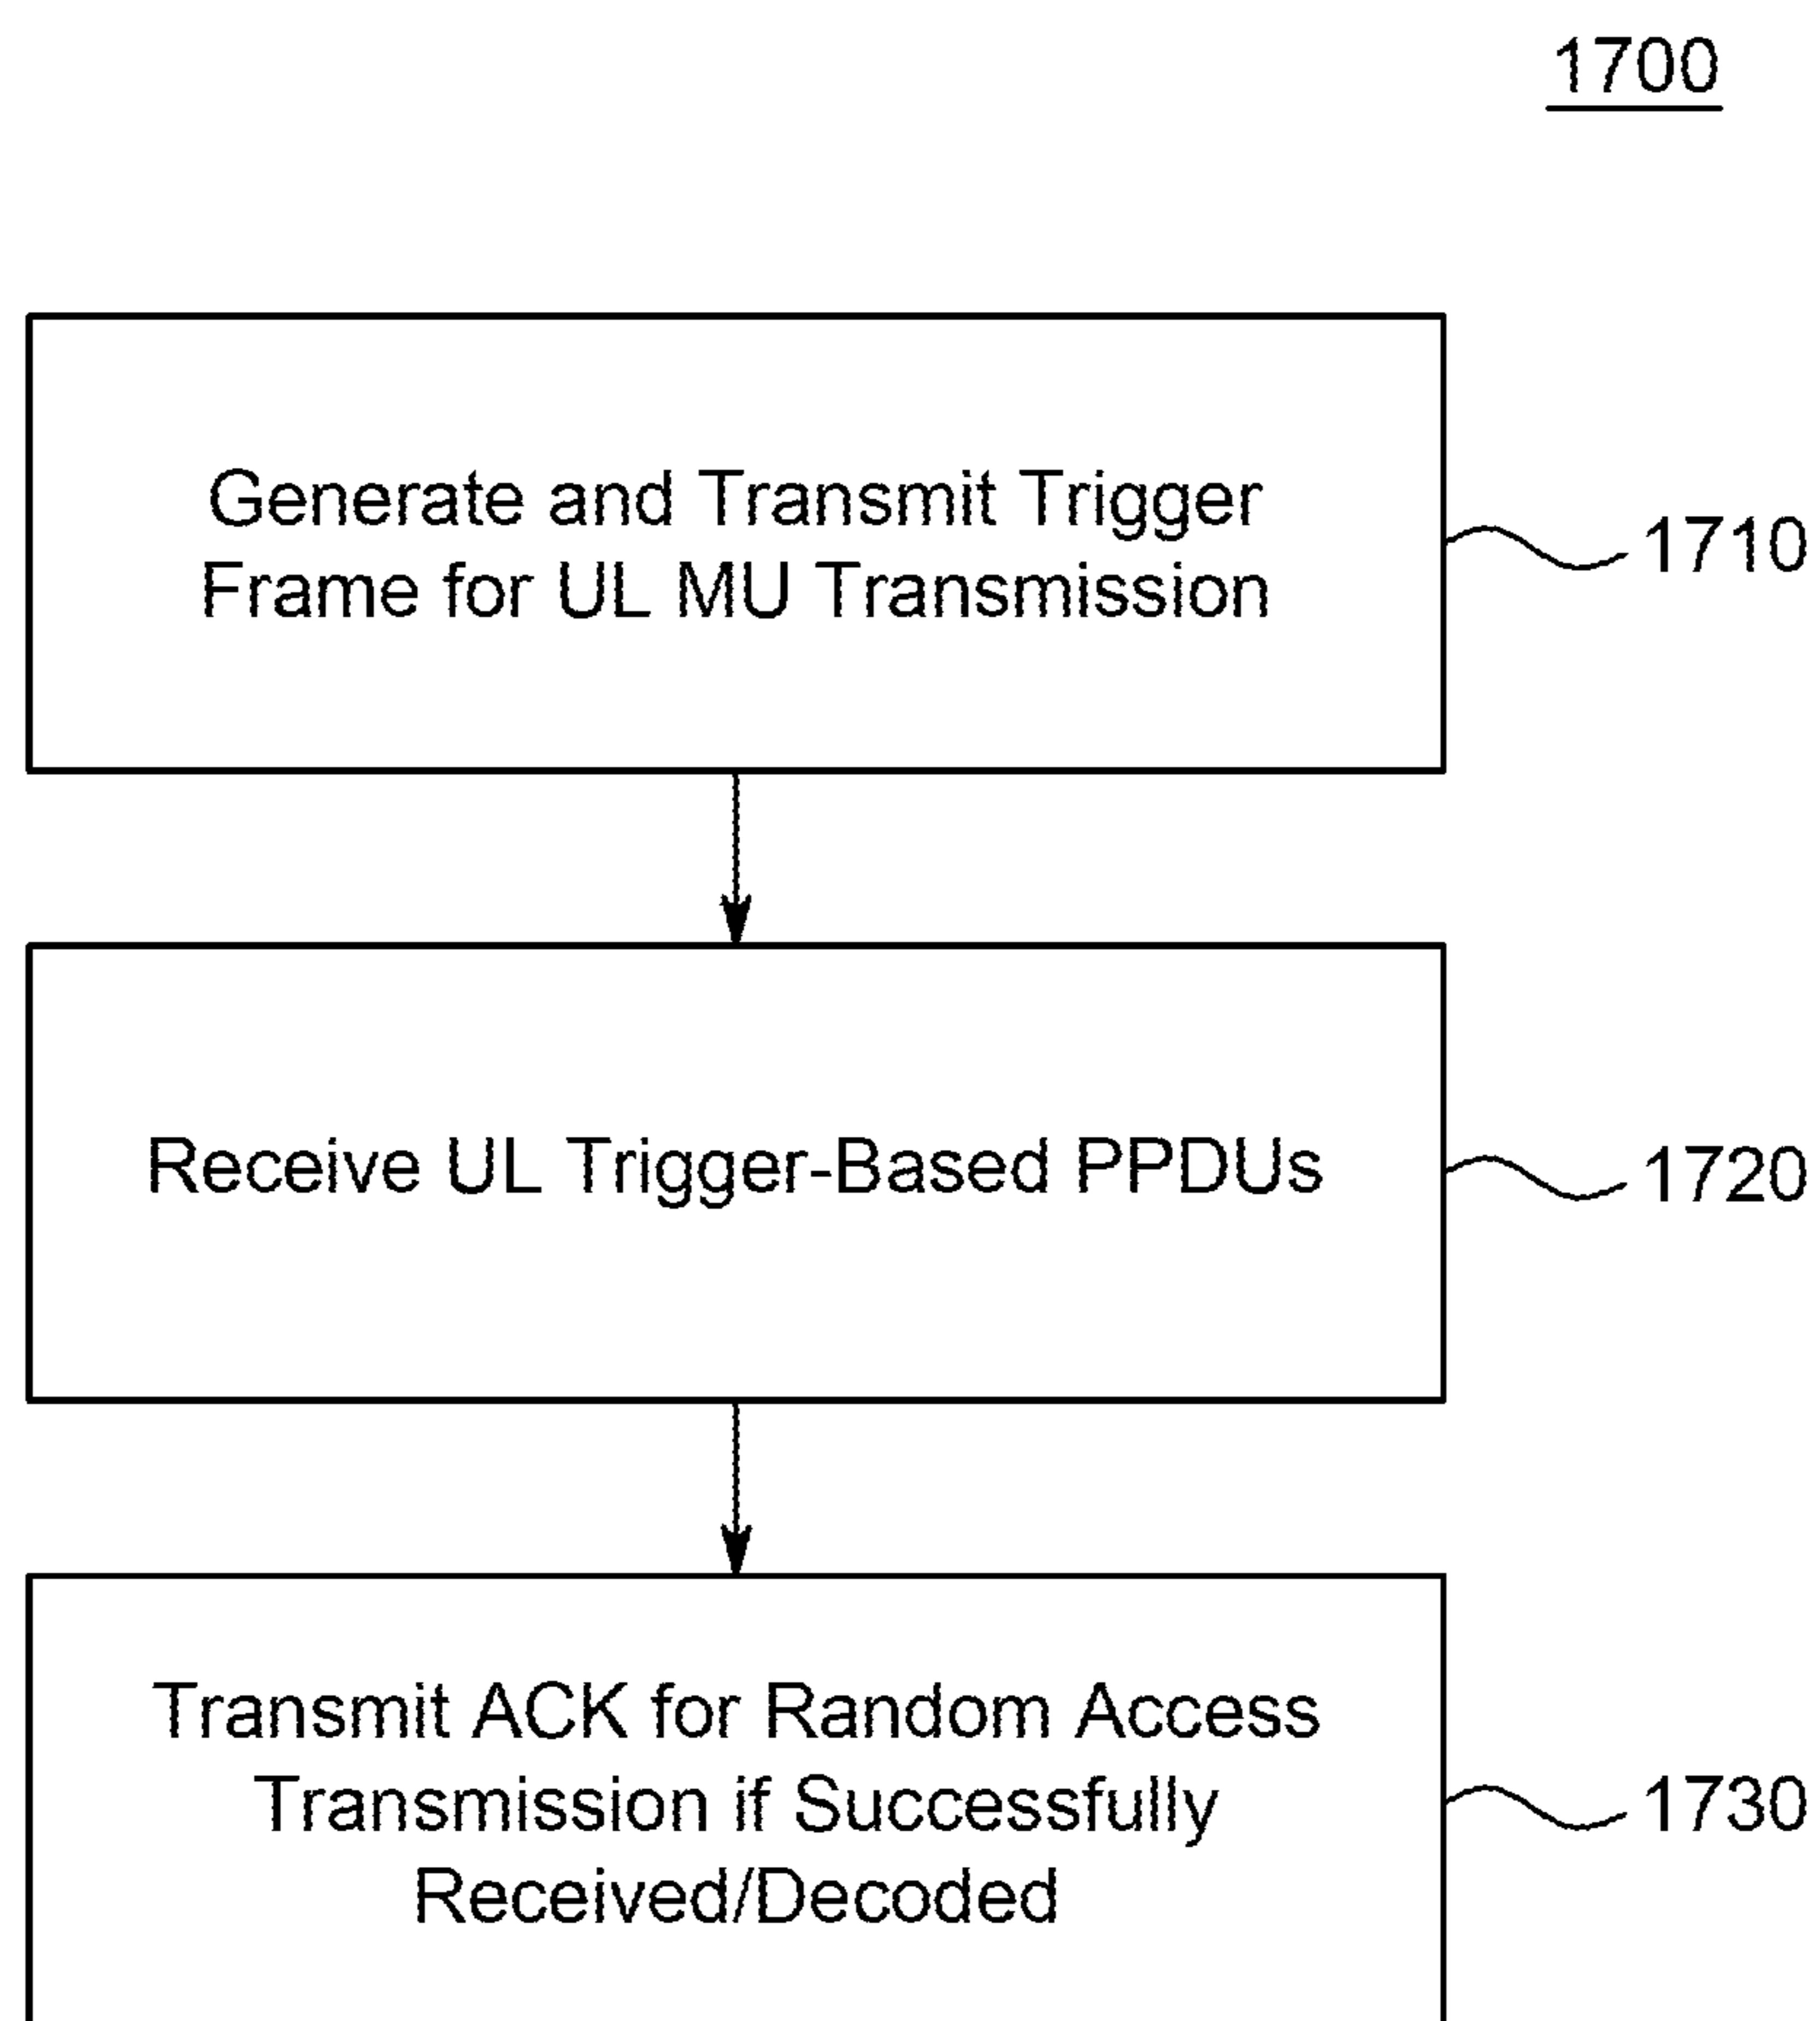 1700
Generate and Transmit Trigger
Frame for UL MU Transmission
1710
Receive UL Trigger-Based PPDUs
1720
Transmit ACK for Random Access
Transmission if Successfully
Received/Decoded
1730